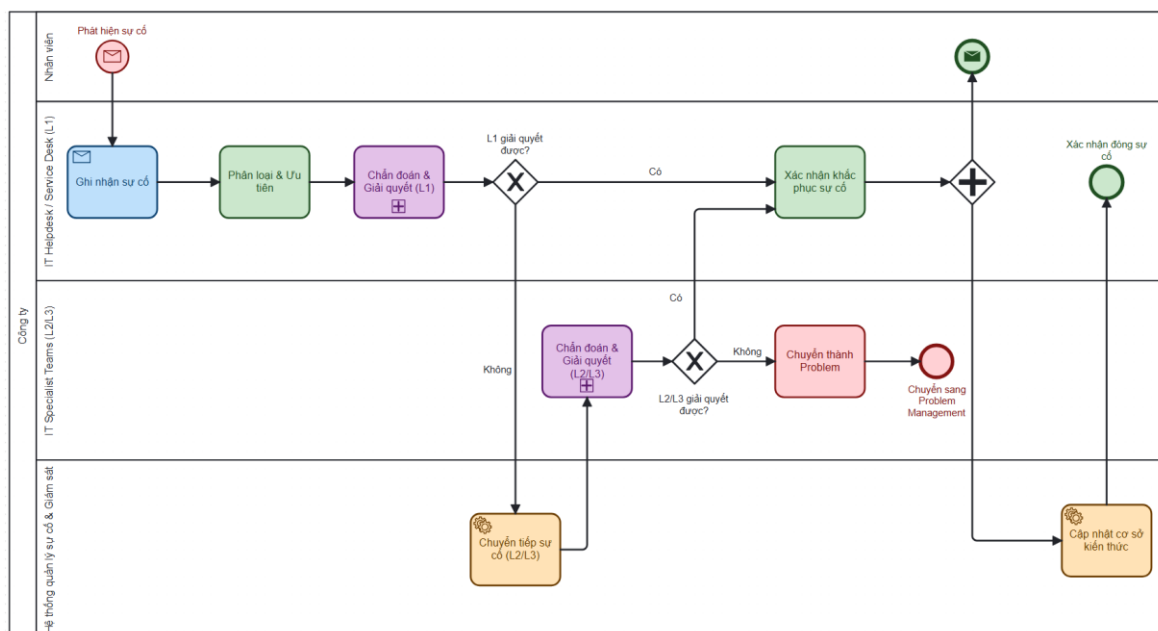 Công ty
Nhân viên
Phát hiện sự cố
IT Helpdesk / Service Desk (L1)
Ghi nhận sự cố
Phân loại & Ưu
tiên
Chẩn đoán &
Giải quyết (L1)
L1 giải quyết
được?
Có
Xác nhận khắc
phục sự cố
Xác nhận đóng sự
cố
IT Specialist Teams (L2/L3)
Không
Chẩn đoán &
Giải quyết
(L2/L3)
Có
L2/L3 giải quyết
được?
Không
Chuyển thành
Problem
Chuyển sang
Problem
Management
Hệ thống quản lý sự cố & Giám sát
Chuyển tiếp sự
cố (L2/L3)
Cập nhật cơ sở
kiến thức